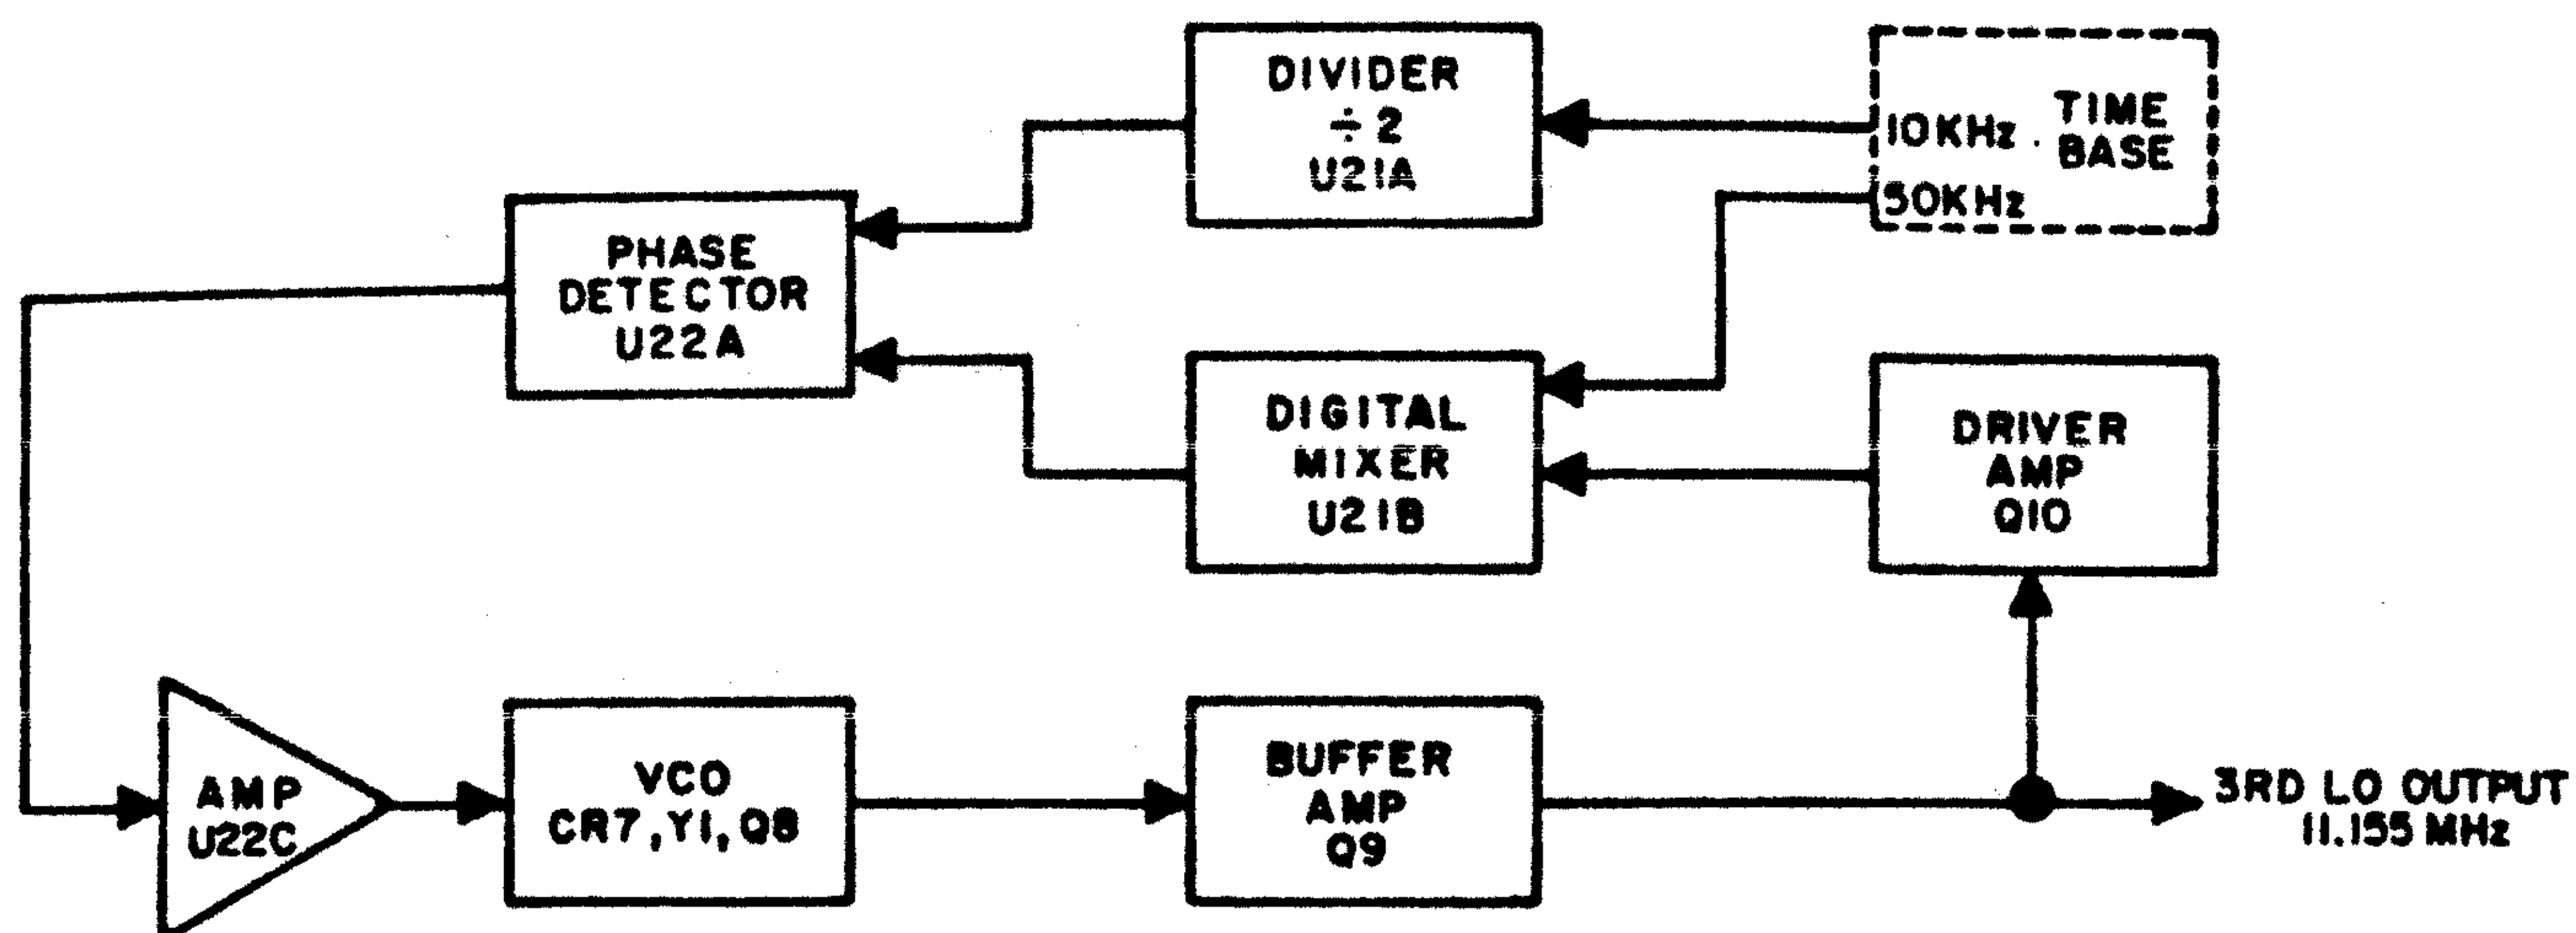 DIVIDER
÷2
U21A
10KHz
50KHz
TIME
BASE
PHASE
DETECTOR
U22A
DIGITAL
MIXER
U21B
DRIVER
AMP
Q10
AMP
U22C
VCO
CR7,Y1,Q8
BUFFER
AMP
Q9
3RD LO OUTPUT
11.155 MHz